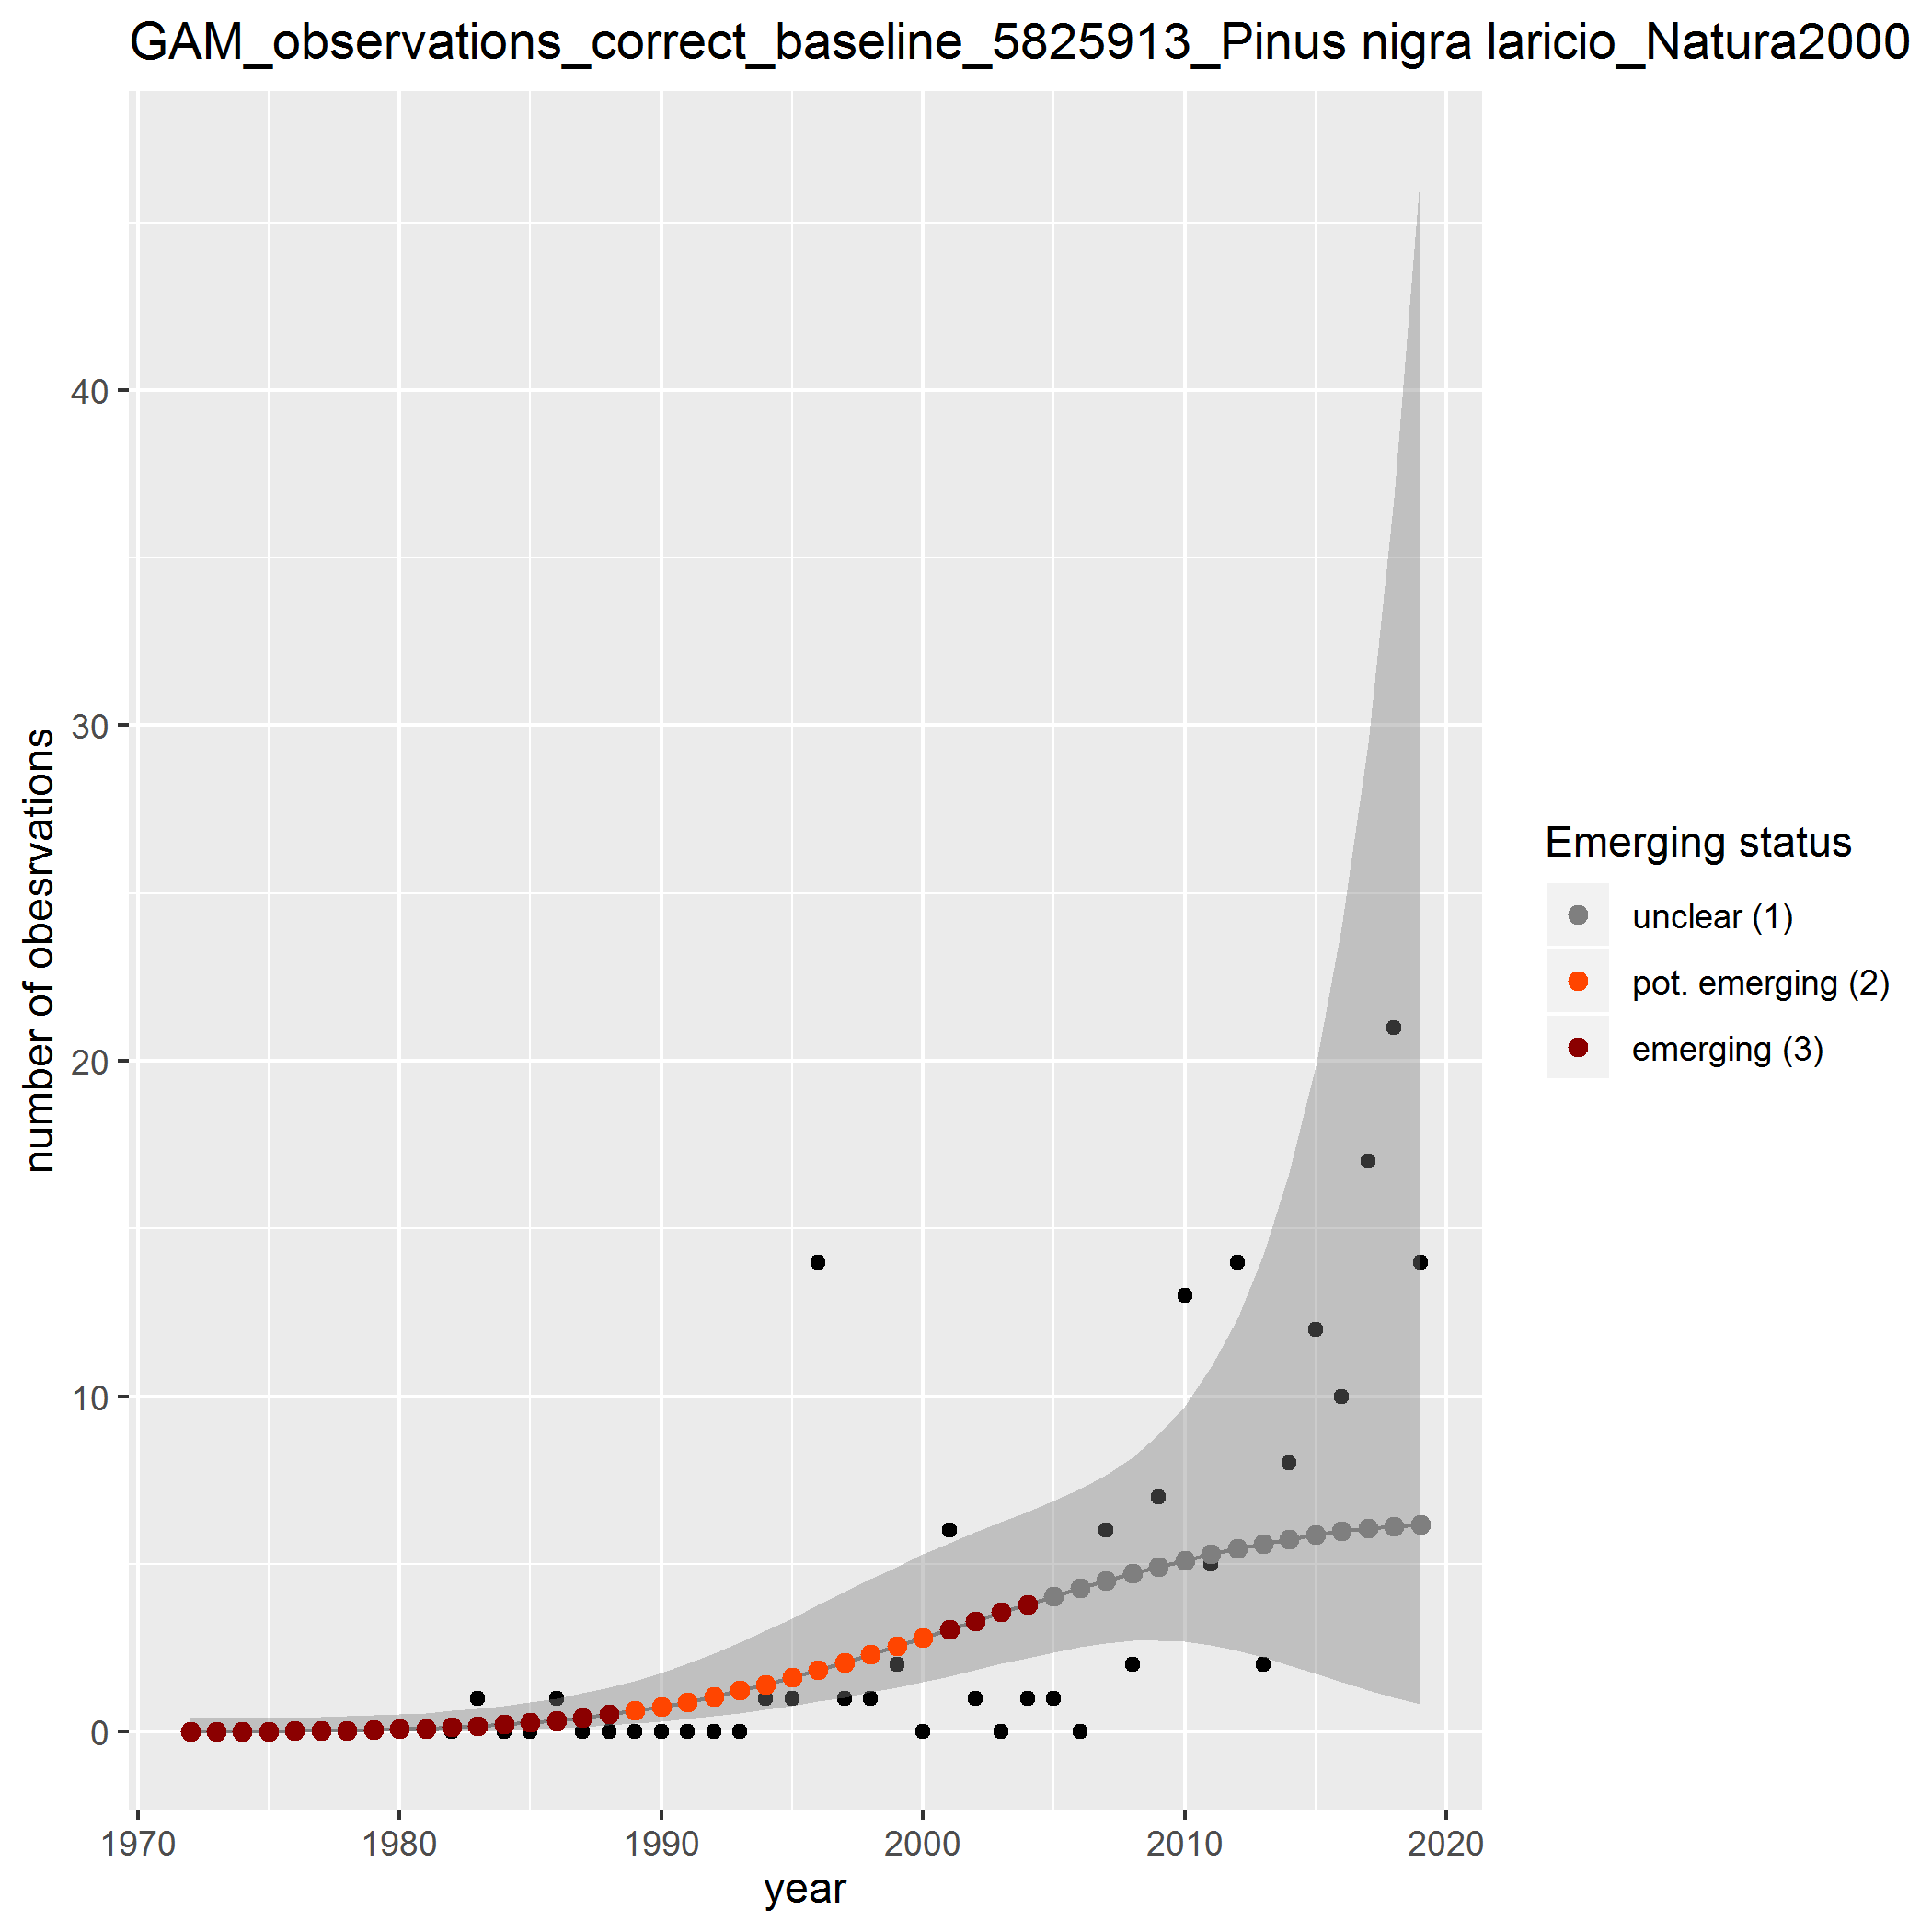 GAM_observations_correct_baseline_5825913_Pinus nigra laricio_Natura2000
number of obesrvations
40
30
20
10
0
1970
1980
1990
2000
2010
2020
year
Emerging status
unclear (1)
pot. emerging (2)
emerging (3)